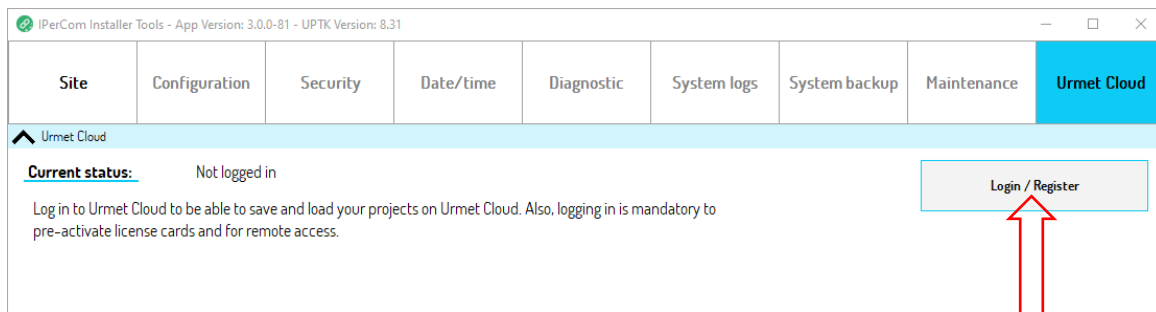 IPerCom Installer Tools - App Version: 3.0.0-81 - UPTK Version: 8.31
Site Configuration Security Date/time Diagnostic System logs System backup Maintenance Urmet Cloud
Urmet Cloud
Current status: Not logged in
Login / Register
Log in to Urmet Cloud to be able to save and load your projects on Urmet Cloud. Also, logging in is mandatory to
pre-activate license cards and for remote access.